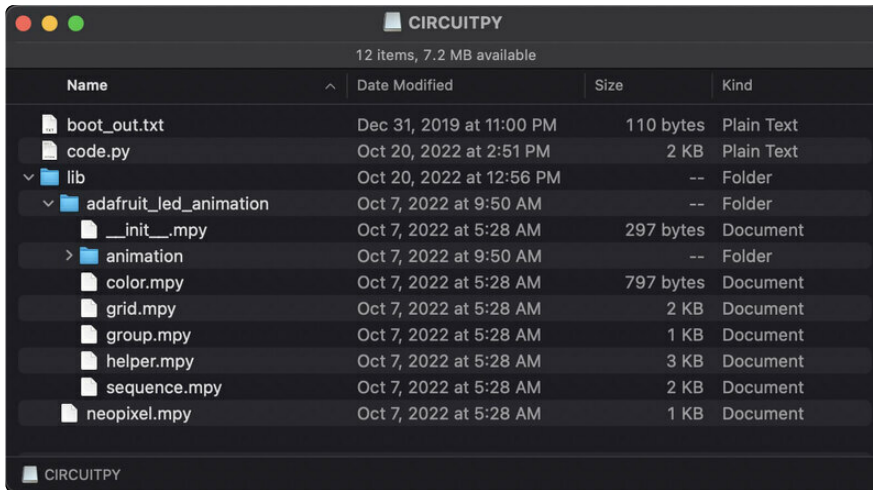 CIRCUITPY
12 items, 7.2 MB available
Name Date Modified Size Kind
boot_out.txt Dec 31, 2019 at 11:00 PM 110 bytes Plain Text
code.py Oct 20, 2022 at 2:51 PM 2 KB Plain Text
lib Oct 20, 2022 at 12:56 PM -- Folder
adafruit_led_animation Oct 7, 2022 at 9:50 AM -- Folder
__init__.mpy Oct 7, 2022 at 5:28 AM 297 bytes Document
animation Oct 7, 2022 at 9:50 AM -- Folder
color.mpy Oct 7, 2022 at 5:28 AM 797 bytes Document
grid.mpy Oct 7, 2022 at 5:28 AM 2 KB Document
group.mpy Oct 7, 2022 at 5:28 AM 1 KB Document
helper.mpy Oct 7, 2022 at 5:28 AM 3 KB Document
sequence.mpy Oct 7, 2022 at 5:28 AM 2 KB Document
neopixel.mpy Oct 7, 2022 at 5:28 AM 1 KB Document
CIRCUITPY